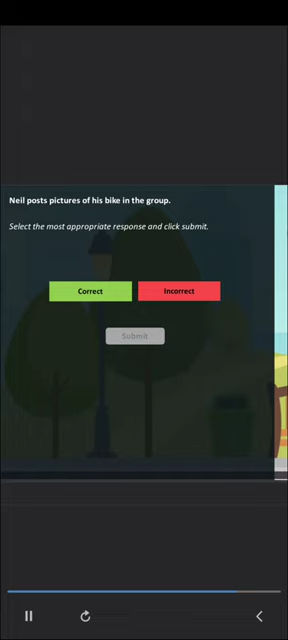 Neil posts pictures of his bike in the group.
Select the most appropriate response and click submit.
Correct
Incorrect
Submit